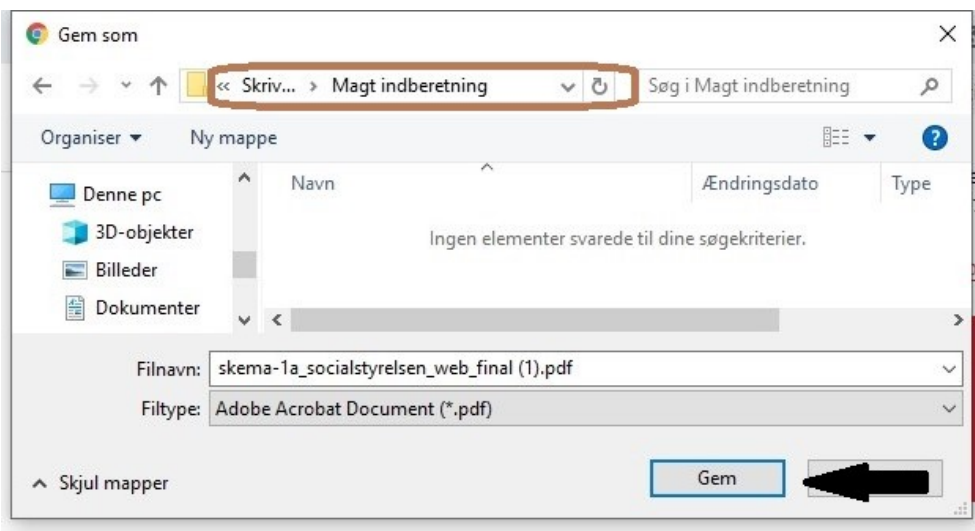 Gem som
« Skriv... › Magt indberetning
Søg i Magt indberetning
Organiser
Ny mappe
Denne pc
3D-objekter
Billeder
Dokumenter
Navn
Ændringsdato
Type
Ingen elementer svarede til dine søgekriterier.
Filnavn: skema-1a_socialstyrelsen_web_final (1).pdf
Filtype: Adobe Acrobat Document (*.pdf)
Skjul mapper
Gem